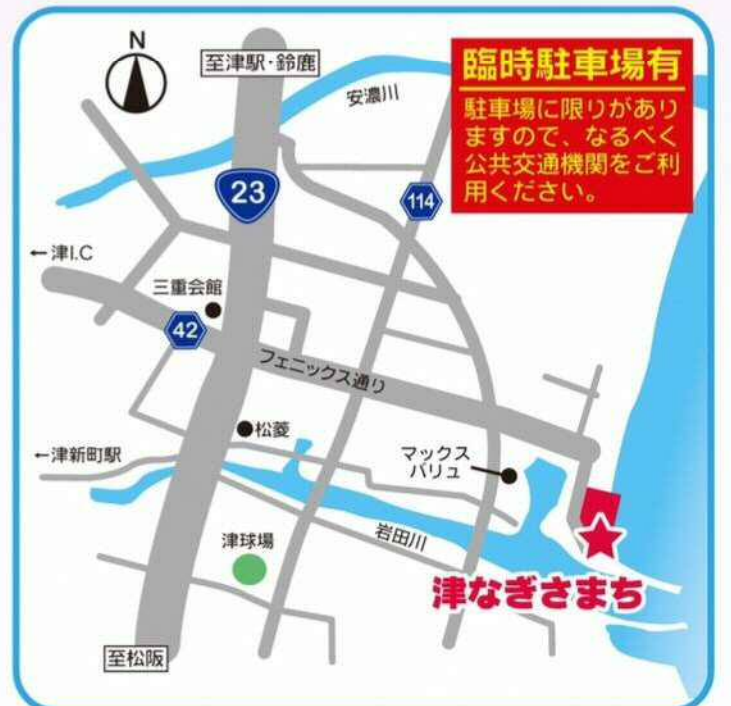 N
至津駅・鈴鹿
安濃川
臨時駐車場有
駐車場に限りがあり
ますので、なるべく
公共交通機関をご利
用ください。
23
114
←津I.C
三重会館
42
フェニックス通り
松菱
←津新町駅
マックス
バリュ
津球場
岩田川
津なぎさまち
至松阪